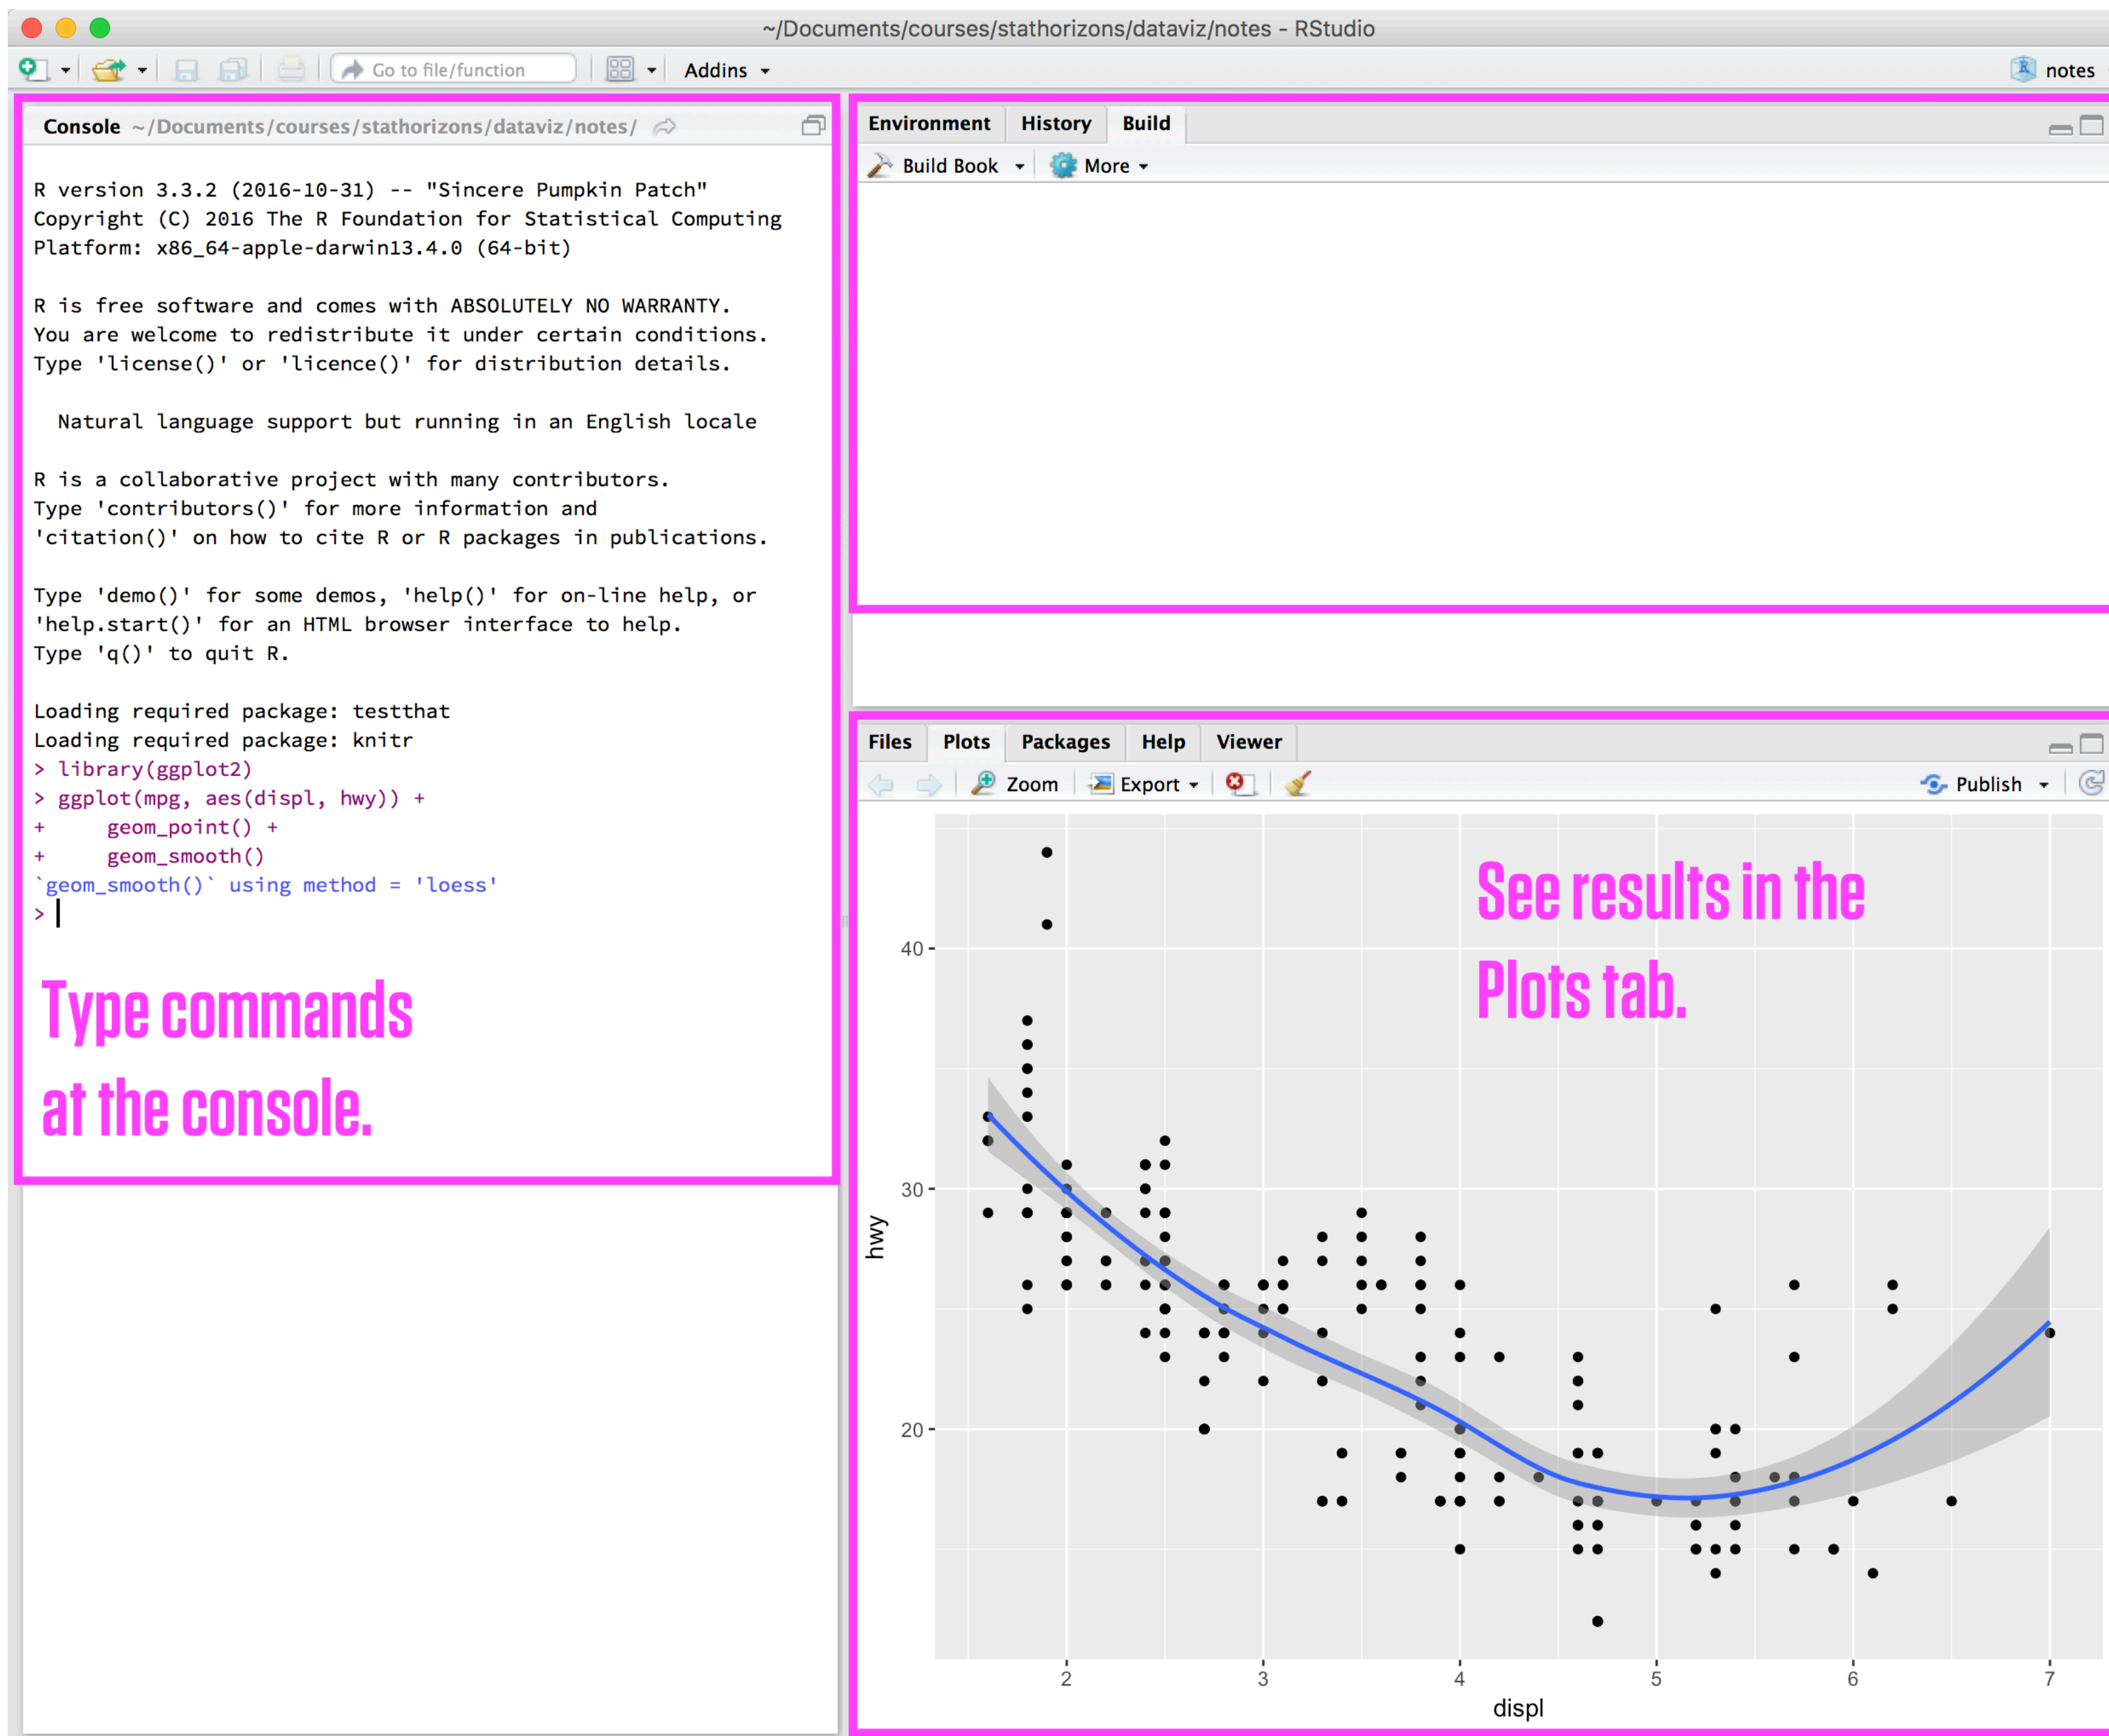 ~/Documents/courses/stathorizons/dataviz/notes - RStudio
Go to file/function
Addins
notes
Console ~/Documents/courses/stathorizons/dataviz/notes/
R version 3.3.2 (2016-10-31) -- "Sincere Pumpkin Patch"
Copyright (C) 2016 The R Foundation for Statistical Computing
Platform: x86_64-apple-darwin13.4.0 (64-bit)
R is free software and comes with ABSOLUTELY NO WARRANTY.
You are welcome to redistribute it under certain conditions.
Type 'license()' or 'licence()' for distribution details.
Natural language support but running in an English locale
R is a collaborative project with many contributors.
Type 'contributors()' for more information and
'citation()' on how to cite R or R packages in publications.
Type 'demo()' for some demos, 'help()' for on-line help, or
'help.start()' for an HTML browser interface to help.
Type 'q()' to quit R.
Loading required package: testthat
Loading required package: knitr
> library(ggplot2)
> ggplot(mpg, aes(displ, hwy)) +
+     geom_point() +
+     geom_smooth()
`geom_smooth()` using method = 'loess'
>
Type commands
at the console.
Environment History Build
Build Book More
Files Plots Packages Help Viewer
Zoom Export Publish
See results in the
Plots tab.
40
30
20
hwy
2 3 4 5 6 7
displ